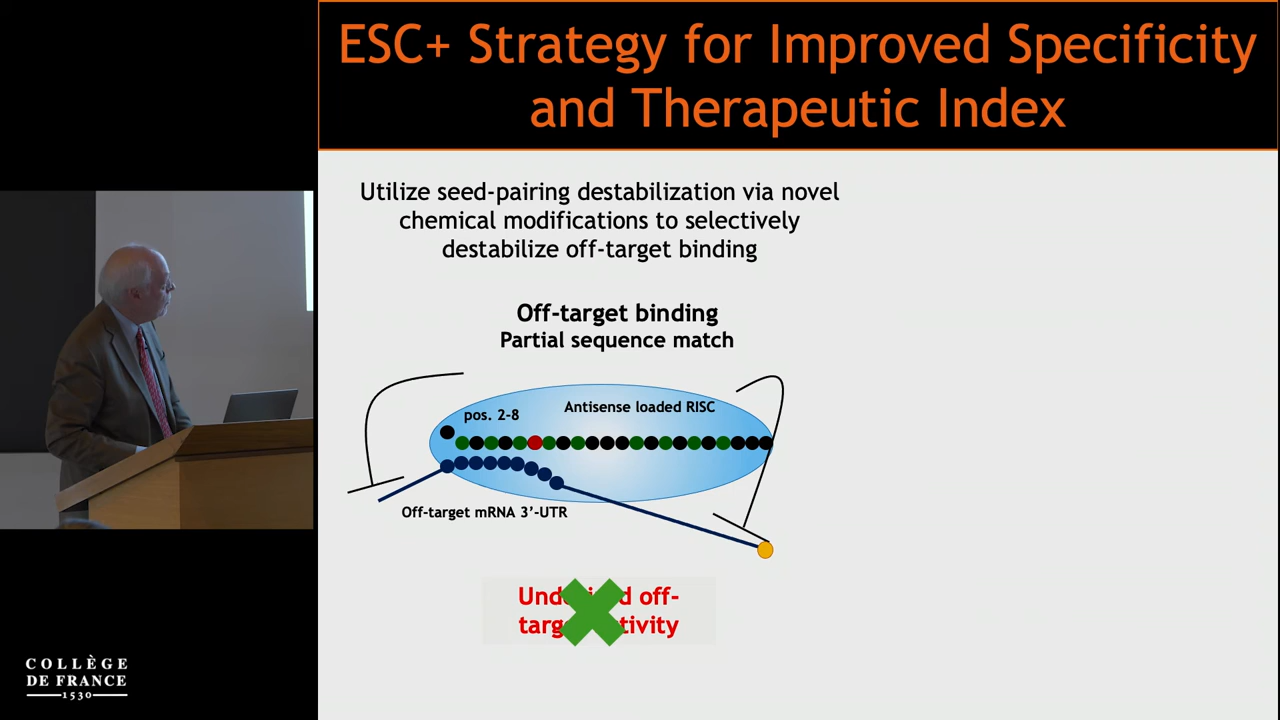 ESC+ Strategy for Improved Specificity
and Therapeutic Index
Utilize seed-pairing destabilization via novel
chemical modifications to selectively
destabilize off-target binding
Off-target binding
Partial sequence match
pos. 2-8
Antisense loaded RISC
Off-target mRNA 3’-UTR
off-
COLLÈGE
DE FRANCE
1530